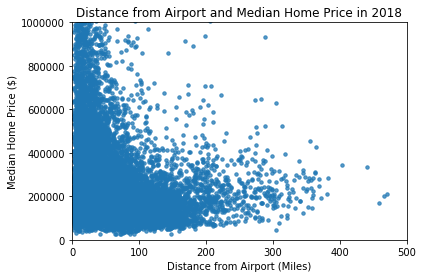 Distance from Airport and Median Home Price in 2018
1000000
800000
600000
400000
200000
0
Median Home Price ($)
0 100 200 300 400 500
Distance from Airport (Miles)